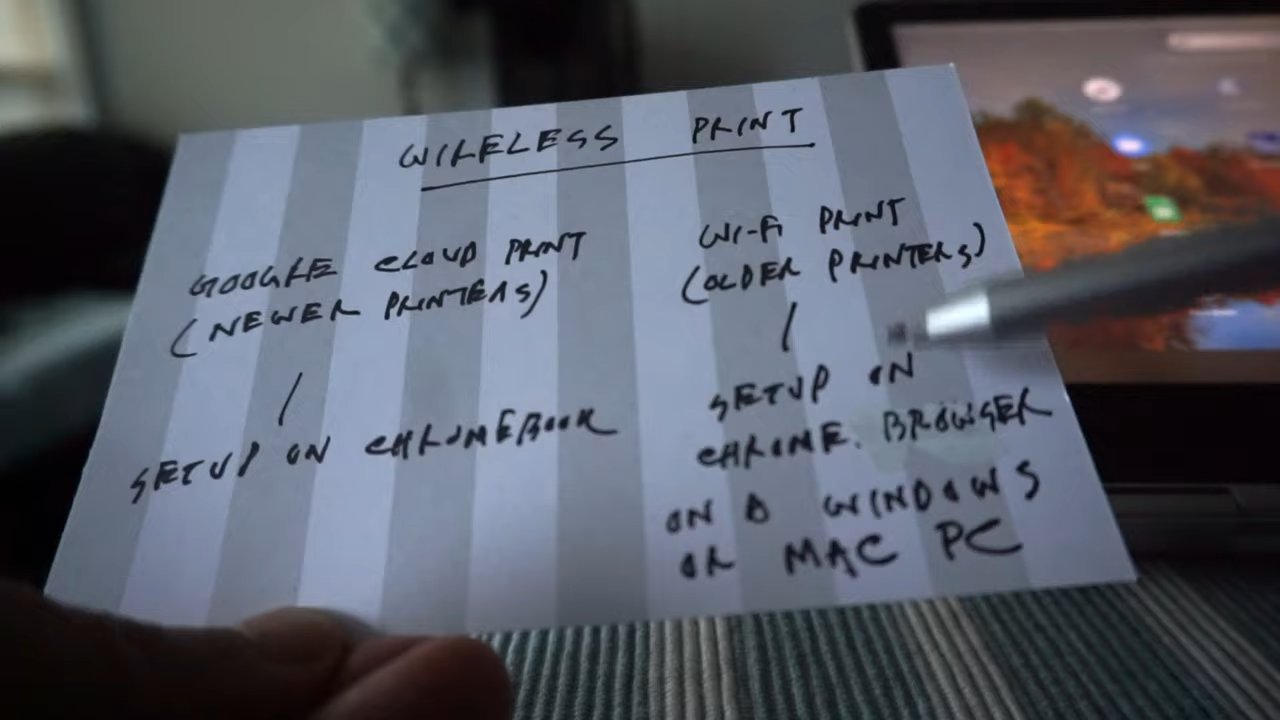 WIRELESS PRINT
GOOGLE CLOUD PRINT
(NEWER PRINTERS)
SETUP ON CHROMEBOOK
WI-FI PRINT
(OLDER PRINTERS)
SETUP ON
CHROME BROWSER
ON A WINDOWS
OR MAC PC